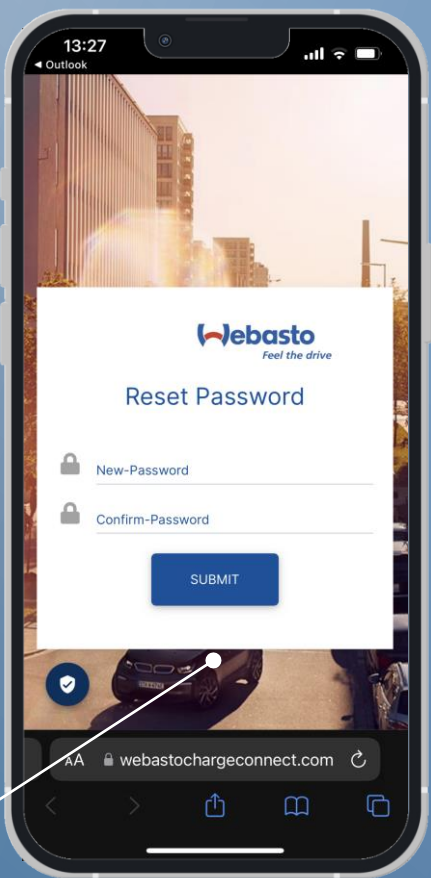 13:27
◀ Outlook
Webasto
Feel the drive
Reset Password
New-Password
Confirm-Password
SUBMIT
AA webastochargeconnect.com